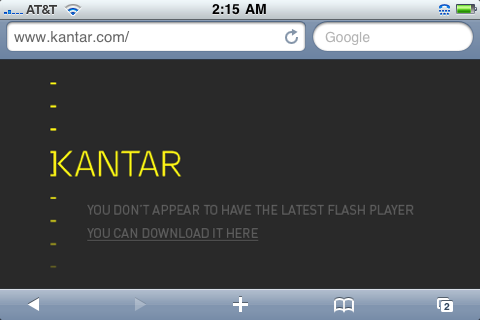 AT&T 2:15 AM
www.kantar.com/ Google
KANTAR
YOU DON'T APPEAR TO HAVE THE LATEST FLASH PLAYER
YOU CAN DOWNLOAD IT HERE
2